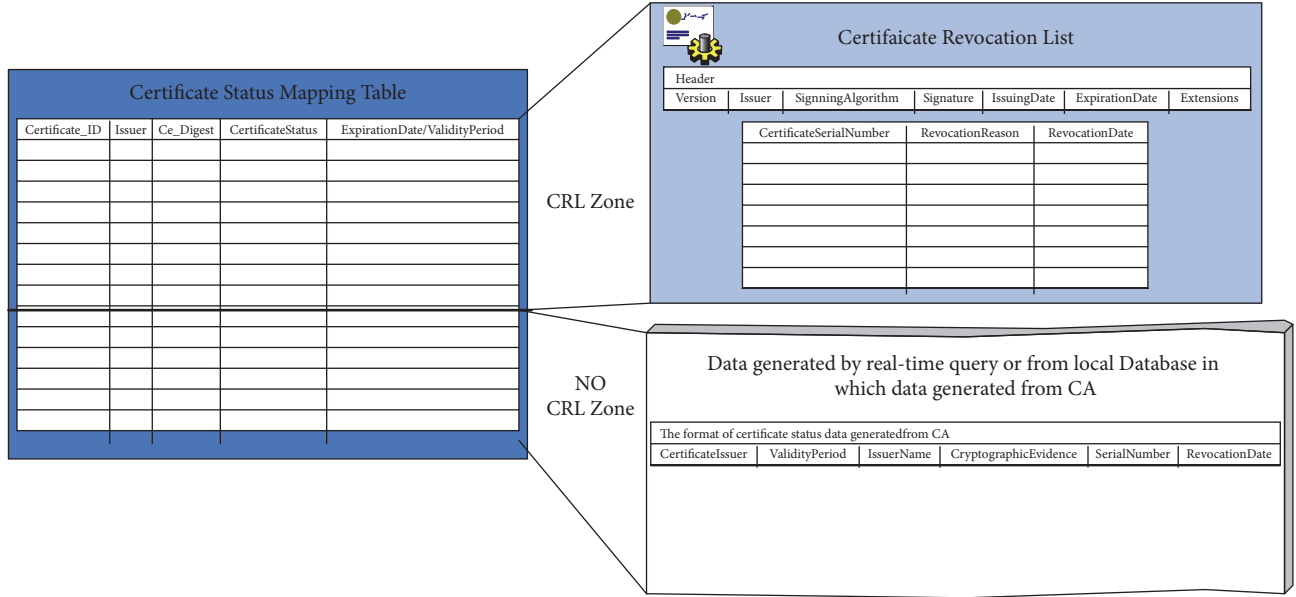 Certificate Status Mapping Table
Certificate_ID Issuer Ce_Digest CertificateStatus ExpirationDate/ValidityPeriod
CRL Zone
NO
CRL Zone
Certifaicate Revocation List
Header
Version Issuer SignningAlgorithm Signature IssuingDate ExpirationDate Extensions
CertificateSerialNumber RevocationReason RevocationDate
Data generated by real-time query or from local Database in
which data generated from CA
The format of certificate status data generatedfrom CA
CertificateIssuer ValidityPeriod IssuerName CryptographicEvidence SerialNumber RevocationDate